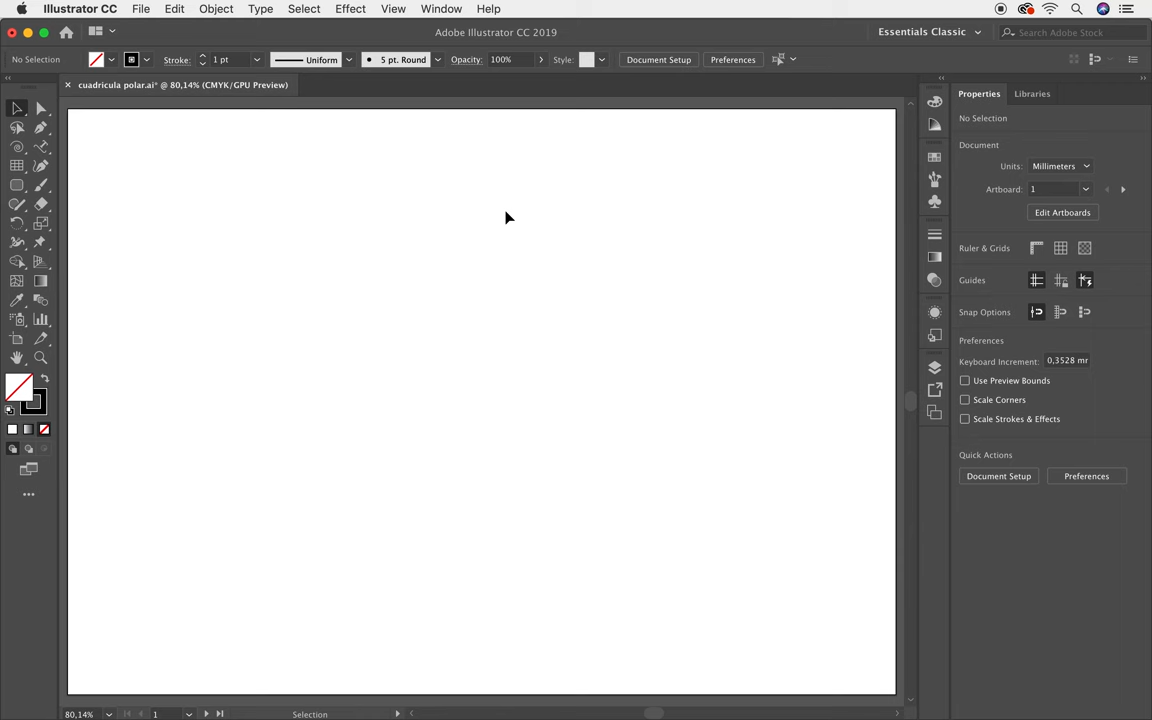 Illustrator CC File Edit Object Type Select Effect View Window Help
Adobe Illustrator CC 2019
Essentials Classic
Search Adobe Stock
No Selection
Stroke: 1 pt Uniform 5 pt. Round Opacity: 100% Style: Document Setup Preferences
× cuadricula polar.ai* @ 80,14% (CMYK/GPU Preview)
Properties Libraries
No Selection
Document
Units: Millimeters
Artboard: 1
Edit Artboards
Ruler & Grids
Guides
Snap Options
Preferences
Keyboard Increment: 0,3528 mm
Use Preview Bounds
Scale Corners
Scale Strokes & Effects
Quick Actions
Document Setup Preferences
80,14% 1 Selection